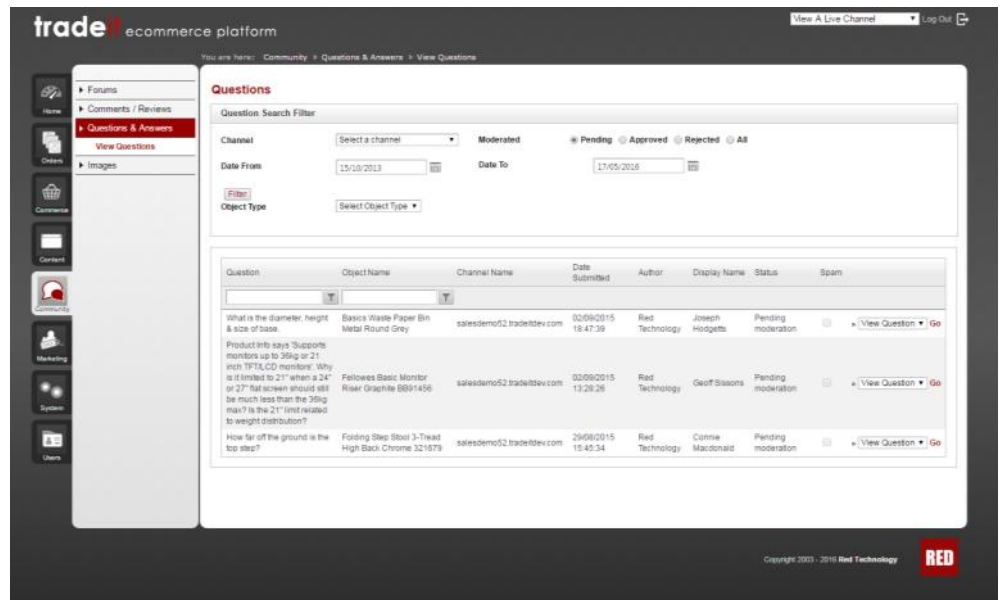 tradeit ecommerce platform
View A Live Channel
Log Out
You are here: Community › Questions & Answers › View Questions
Home
Orders
Commerce
Content
Community
Marketing
System
Users
Forums
Comments / Reviews
Questions & Answers
View Questions
Images
Questions
Question Search Filter
Channel Select a channel Moderated Pending Approved Rejected All
Date From 15/10/2013 Date To 17/05/2016
Filter
Object Type Select Object Type
Question Object Name Channel Name Date Submitted Author Display Name Status Spam
What is the diameter, height
& size of base.
Basics Waste Paper Bin
Metal Round Grey
salesdemo52.tradeitdev.com
02/09/2015
18:47:39
Red
Technology
Joseph
Hodgetts
Pending
moderation
View Question Go
Product Info says 'Supports
monitors up to 36kg or 21
inch TFT/LCD monitors'. Why
is it limited to 21" when a 24"
or 27" flat screen should still
be much less than the 36kg
max? Is the 21" limit related
to weight distribution?
Fellowes Basic Monitor
Riser Graphite BB91456
salesdemo52.tradeitdev.com
02/09/2015
13:28:26
Red
Technology
Geoff Sissons
Pending
moderation
View Question Go
How far off the ground is the
top step?
Folding Step Stool 3-Tread
High Back Chrome 321679
salesdemo52.tradeitdev.com
29/08/2015
15:45:34
Red
Technology
Connie
Macdonald
Pending
moderation
View Question Go
Copyright 2003 - 2016 Red Technology
RED